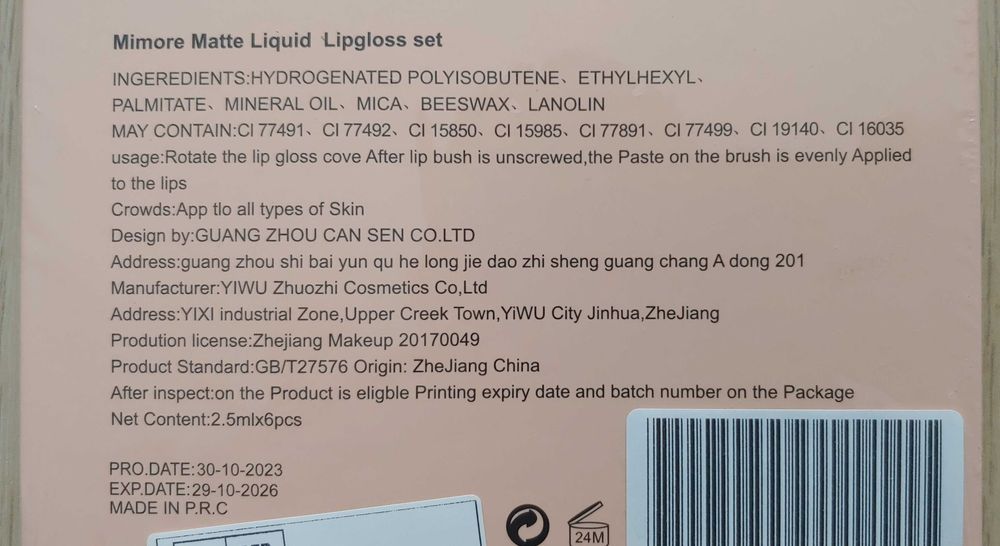 Mimore Matte Liquid Lipgloss set
INGEREDIENTS:HYDROGENATED POLYISOBUTENE、ETHYLHEXYL、
PALMITATE、MINERAL OIL、MICA、BEESWAX、LANOLIN
MAY CONTAIN:CI 77491、CI 77492、CI 15850、CI 15985、CI 77891、CI 77499、CI 19140、CI 16035
usage:Rotate the lip gloss cove After lip bush is unscrewed,the Paste on the brush is evenly Applied
to the lips
Crowds:App tlo all types of Skin
Design by:GUANG ZHOU CAN SEN CO.LTD
Address:guang zhou shi bai yun qu he long jie dao zhi sheng guang chang A dong 201
Manufacturer:YIWU Zhuozhi Cosmetics Co,Ltd
Address:YIXI industrial Zone,Upper Creek Town,YiWU City Jinhua,ZheJiang
Prodution license:Zhejiang Makeup 20170049
Product Standard:GB/T27576 Origin: ZheJiang China
After inspect:on the Product is eligble Printing expiry date and batch number on the Package
Net Content:2.5mlx6pcs
PRO.DATE:30-10-2023
EXP.DATE:29-10-2026
MADE IN P.R.C
24M